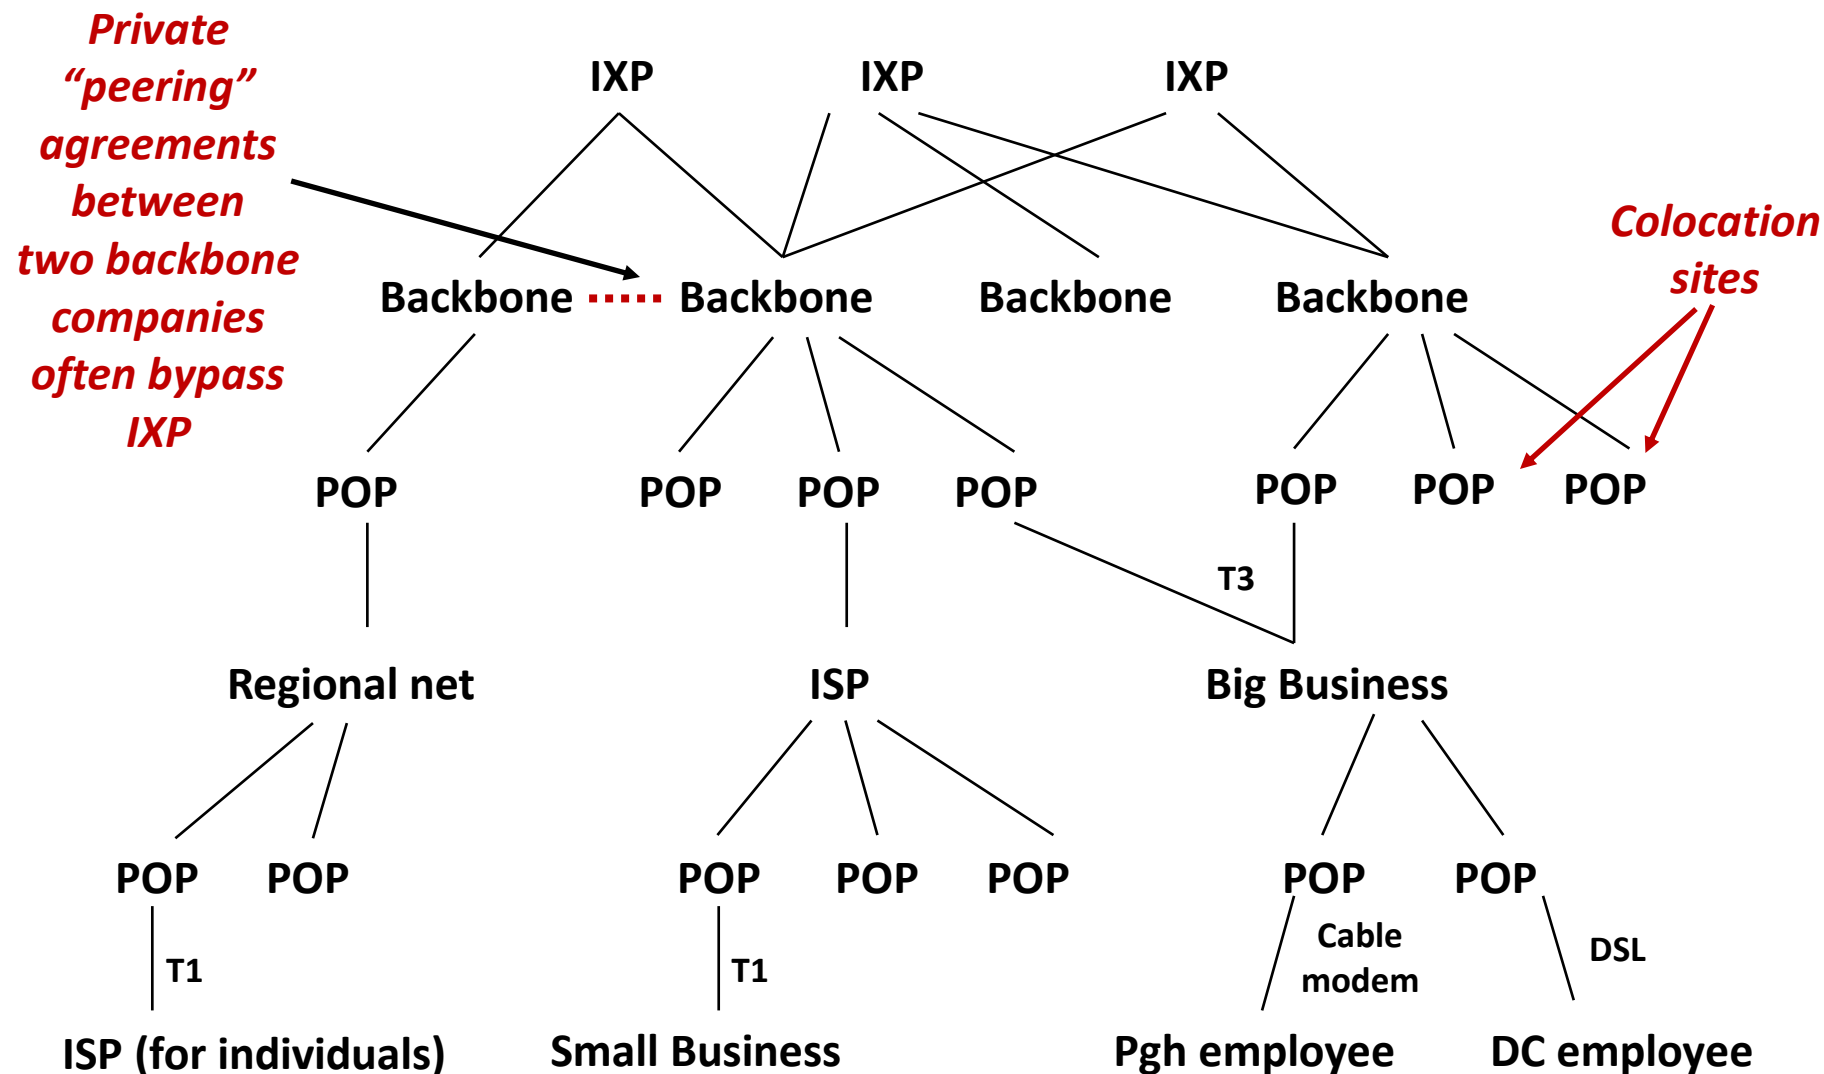 Private
“peering”
agreements
between
two backbone
companies
often bypass
IXP
IXP IXP IXP
Colocation
sites
Backbone Backbone Backbone Backbone
POP POP POP POP POP POP POP
T3
Regional net ISP Big Business
POP POP POP POP POP POP POP
T1 T1 Cable
modem
DSL
ISP (for individuals) Small Business Pgh employee DC employee